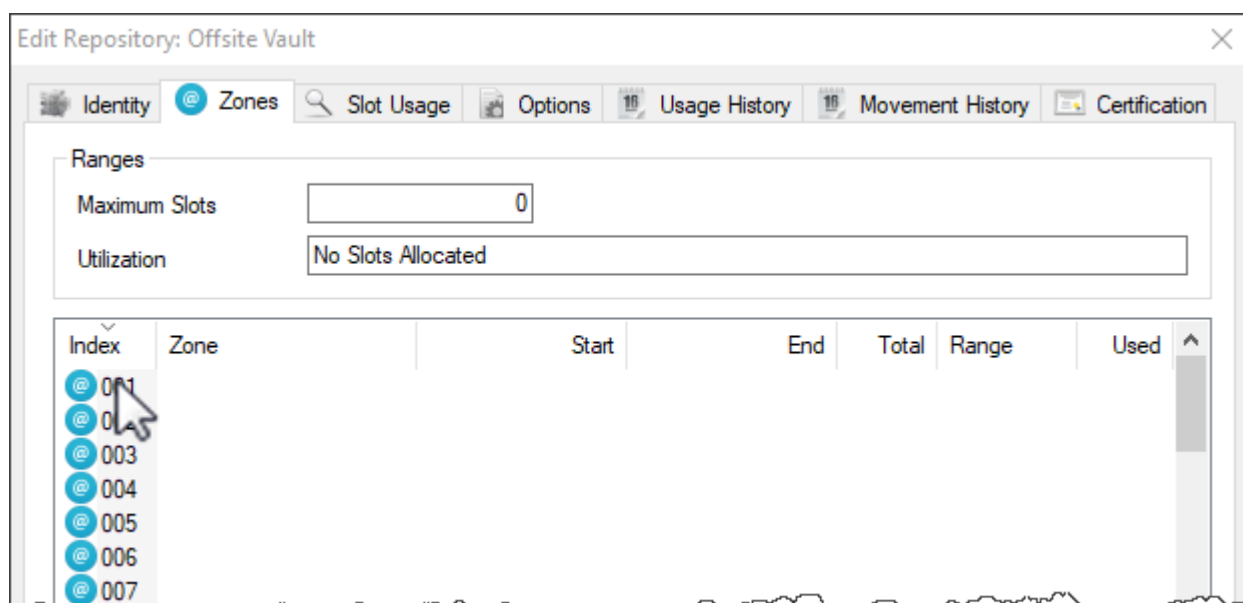 Edit Repository: Offsite Vault
Identity Zones Slot Usage Options Usage History Movement History Certification
Ranges
Maximum Slots 0
Utilization No Slots Allocated
Index Zone Start End Total Range Used
001
003
004
005
006
007